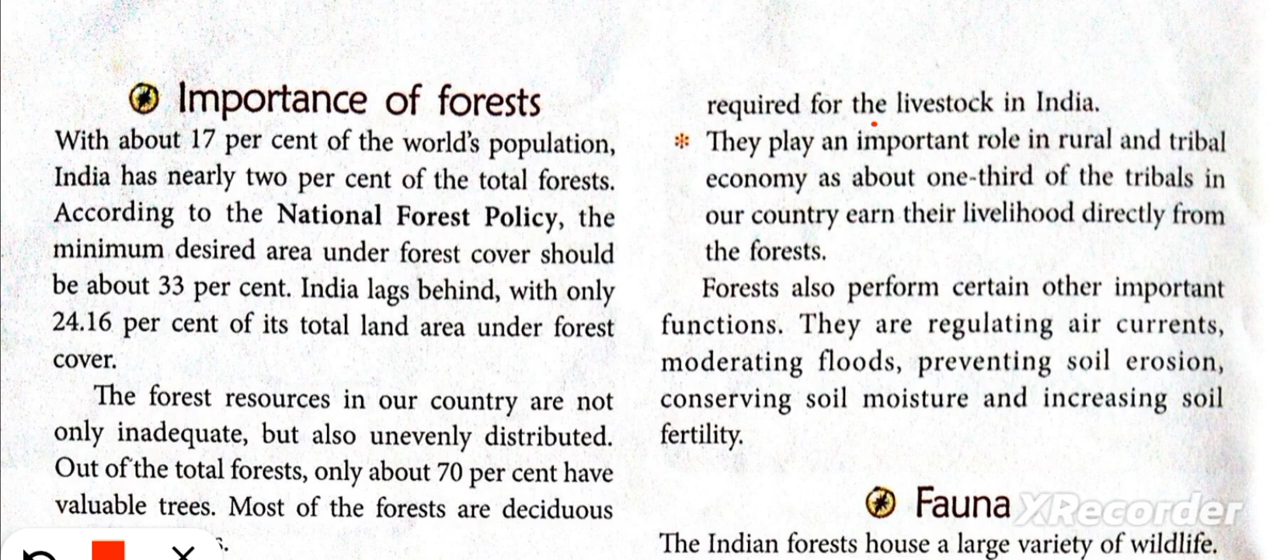 Importance of forests
With about 17 per cent of the world's population,
India has nearly two per cent of the total forests.
According to the National Forest Policy, the
minimum desired area under forest cover should
be about 33 per cent. India lags behind, with only
24.16 per cent of its total land area under forest
cover.
The forest resources in our country are not
only inadequate, but also unevenly distributed.
Out of the total forests, only about 70 per cent have
valuable trees. Most of the forests are deciduous
required for the livestock in India.
* They play an important role in rural and tribal
economy as about one-third of the tribals in
our country earn their livelihood directly from
the forests.
Forests also perform certain other important
functions. They are regulating air currents,
moderating floods, preventing soil erosion,
conserving soil moisture and increasing soil
fertility.
Fauna
XRecorder
The Indian forests house a large variety of wildlife.